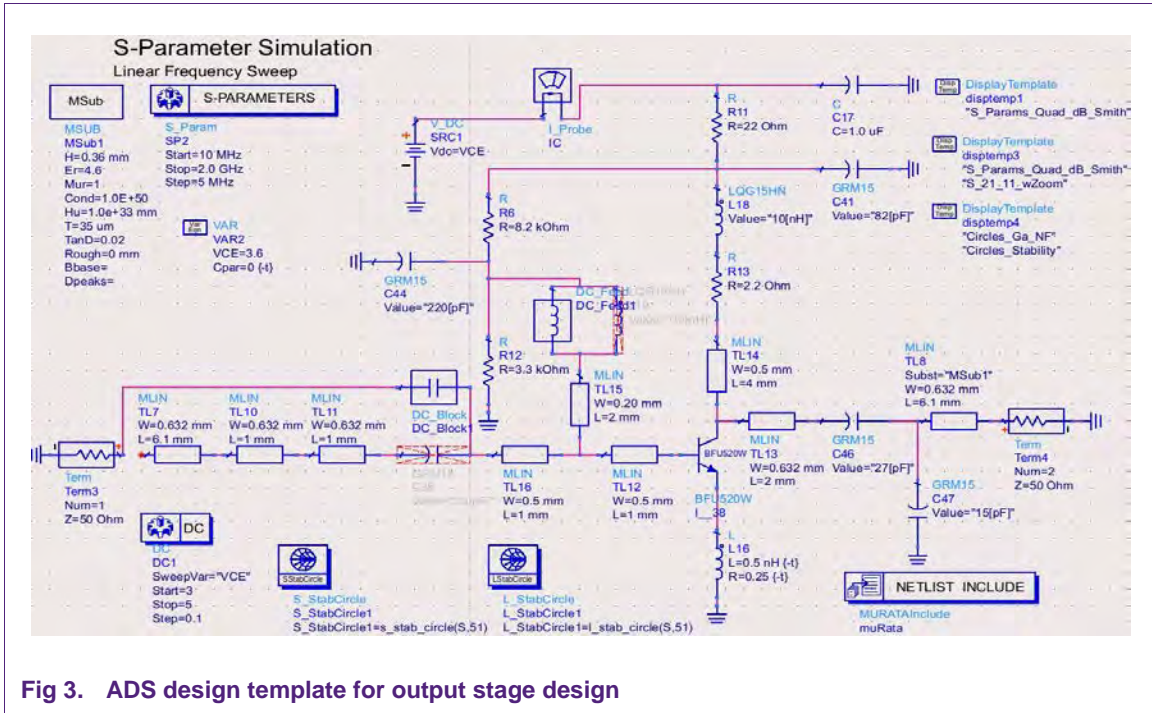 S-Parameter Simulation
Linear Frequency Sweep
MSub
MSUB
MSub1
H=0.36 mm
Er=4.6
Mur=1
Cond=1.0E+50
Hu=1.0e+33 mm
T=35 um
TanD=0.02
Rough=0 mm
Bbase=
Dpeaks=
S-PARAMETERS
S_Param
SP2
Start=10 MHz
Stop=2.0 GHz
Step=5 MHz
Var
Eqn
VAR
VAR2
VCE=3.6
Cpar=0 {-t}
V_DC
SRC1
Vdc=VCE
I_Probe
IC
R
R11
R=22 Ohm
C
C17
C=1.0 uF
Disp
Temp
DisplayTemplate
disptemp1
"S_Params_Quad_dB_Smith"
Disp
Temp
DisplayTemplate
disptemp3
"S_Params_Quad_dB_Smith"
"S_21_11_wZoom"
Disp
Temp
DisplayTemplate
disptemp4
"Circles_Ga_NF"
"Circles_Stability"
GRM15
C41
Value="82[pF]"
LQG15HN
L18
Value="10[nH]"
R
R6
R=8.2 kOhm
GRM15
C44
Value="220[pF]"
R
R13
R=2.2 Ohm
DC_Feed
DC_Feed1
R
R12
R=3.3 kOhm
MLIN
TL15
W=0.20 mm
L=2 mm
MLIN
TL14
W=0.5 mm
L=4 mm
MLIN
TL8
Subst="MSub1"
W=0.632 mm
L=6.1 mm
DC_Block
DC_Block1
MLIN
TL7
W=0.632 mm
L=6.1 mm
MLIN
TL10
W=0.632 mm
L=1 mm
MLIN
TL11
W=0.632 mm
L=1 mm
Term
Term3
Num=1
Z=50 Ohm
MLIN
TL16
W=0.5 mm
L=1 mm
MLIN
TL12
W=0.5 mm
L=1 mm
BFU520W
BFU520W
I__38
MLIN
TL13
W=0.632 mm
L=2 mm
GRM15
C46
Value="27[pF]"
Term
Term4
Num=2
Z=50 Ohm
GRM15
C47
Value="15[pF]"
L
L16
L=0.5 nH {-t}
R=0.25 {-t}
DC
DC
DC1
SweepVar="VCE"
Start=3
Stop=5
Step=0.1
SStabCircle
S_StabCircle
S_StabCircle1
S_StabCircle1=s_stab_circle(S,51)
LStabCircle
L_StabCircle
L_StabCircle1
L_StabCircle1=l_stab_circle(S,51)
NETLIST INCLUDE
MURATAInclude
muRata
Fig 3. ADS design template for output stage design